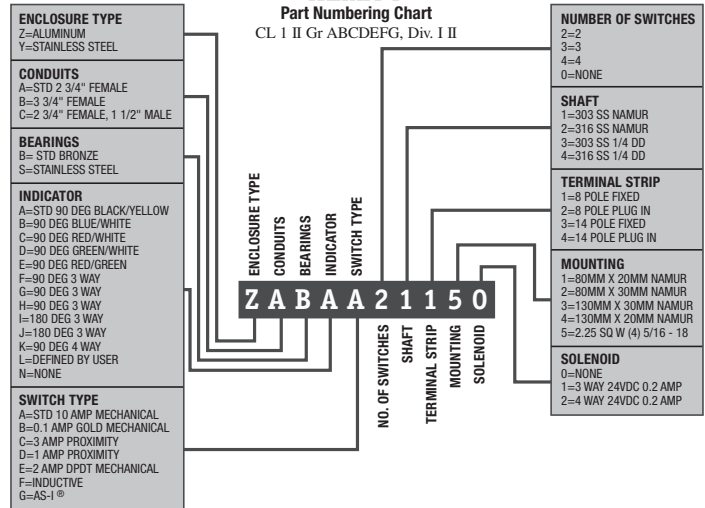 Part Numbering Chart
CL 1 II Gr ABCDEFG, Div. I II
ENCLOSURE TYPE
Z=ALUMINUM
Y=STAINLESS STEEL
CONDUITS
A=STD 2 3/4" FEMALE
B=3 3/4" FEMALE
C=2 3/4" FEMALE, 1 1/2" MALE
BEARINGS
B= STD BRONZE
S=STAINLESS STEEL
INDICATOR
A=STD 90 DEG BLACK/YELLOW
B=90 DEG BLUE/WHITE
C=90 DEG RED/WHITE
D=90 DEG GREEN/WHITE
E=90 DEG RED/GREEN
F=90 DEG 3 WAY
G=90 DEG 3 WAY
H=90 DEG 3 WAY
I=180 DEG 3 WAY
J=180 DEG 3 WAY
K=90 DEG 4 WAY
L=DEFINED BY USER
N=NONE
SWITCH TYPE
A=STD 10 AMP MECHANICAL
B=0.1 AMP GOLD MECHANICAL
C=3 AMP PROXIMITY
D=1 AMP PROXIMITY
E=2 AMP DPDT MECHANICAL
F=INDUCTIVE
G=AS-I ®
ENCLOSURE TYPE
CONDUITS
BEARINGS
INDICATOR
SWITCH TYPE
Z A B A A 2 1 1 5 0
NO. OF SWITCHES
SHAFT
TERMINAL STRIP
MOUNTING
SOLENOID
NUMBER OF SWITCHES
2=2
3=3
4=4
0=NONE
SHAFT
1=303 SS NAMUR
2=316 SS NAMUR
3=303 SS 1/4 DD
4=316 SS 1/4 DD
TERMINAL STRIP
1=8 POLE FIXED
2=8 POLE PLUG IN
3=14 POLE FIXED
4=14 POLE PLUG IN
MOUNTING
1=80MM X 20MM NAMUR
2=80MM X 30MM NAMUR
3=130MM X 30MM NAMUR
4=130MM X 20MM NAMUR
5=2.25 SQ W (4) 5/16 - 18
SOLENOID
0=NONE
1=3 WAY 24VDC 0.2 AMP
2=4 WAY 24VDC 0.2 AMP